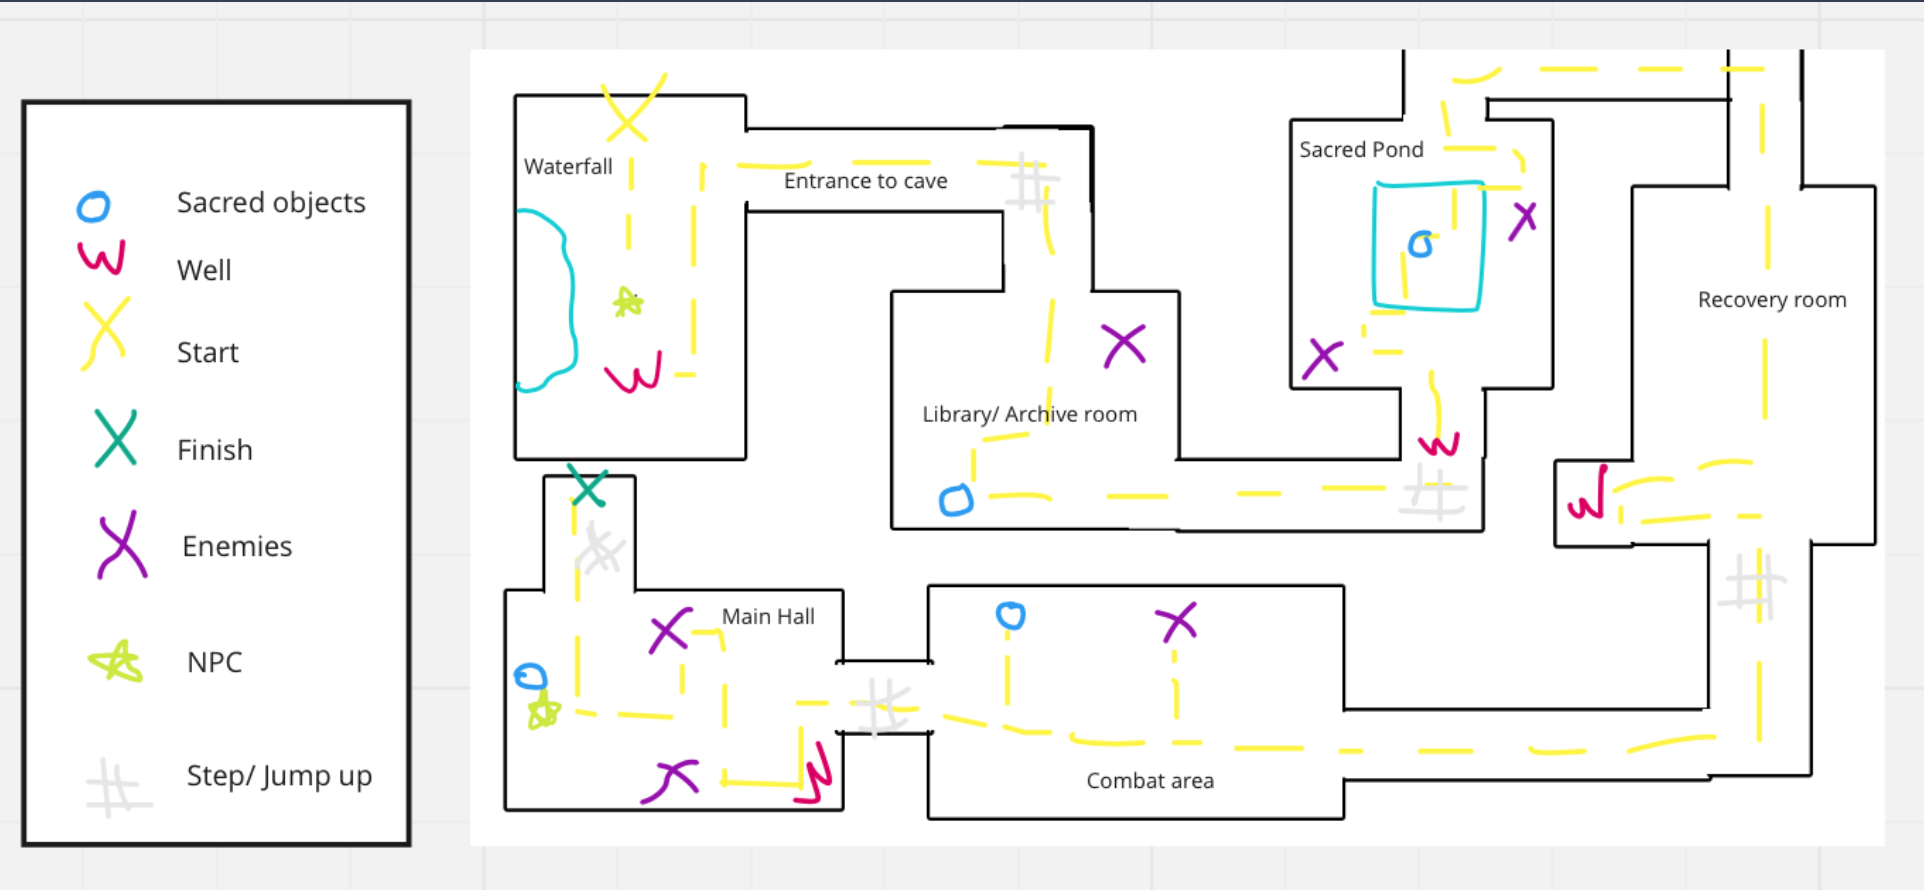 Sacred objects
Well
Start
Finish
Enemies
NPC
Step/ Jump up
Waterfall
Entrance to cave
Sacred Pond
Recovery room
Library/ Archive room
Main Hall
Combat area